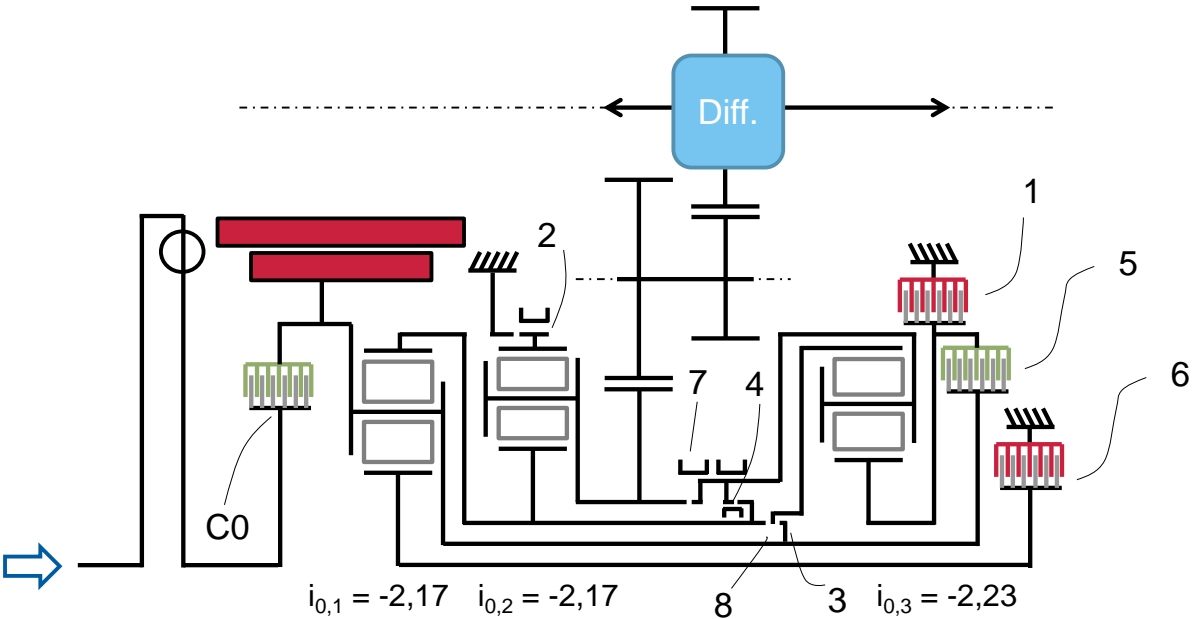 Diff.
1
2
5
7
4
6
C0
8
3
i0,1 = -2,17
i0,2 = -2,17
i0,3 = -2,23